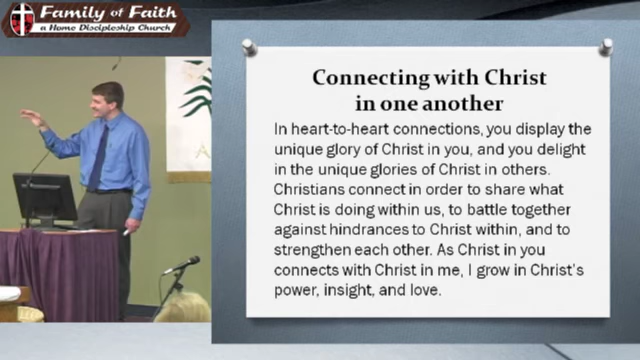 Family of Faith
a Home Discipleship Church
Connecting with Christ
in one another
In heart-to-heart connections, you display the
unique glory of Christ in you, and you delight
in the unique glories of Christ in others.
Christians connect in order to share what
Christ is doing within us, to battle together
against hindrances to Christ within, and to
strengthen each other. As Christ in you
connects with Christ in me, I grow in Christ's
power, insight, and love.